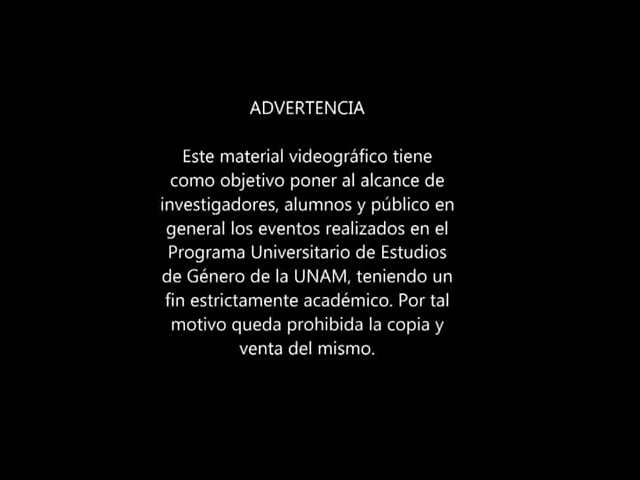 ADVERTENCIA
Este material videográfico tiene
como objetivo poner al alcance de
investigadores, alumnos y público en
general los eventos realizados en el
Programa Universitario de Estudios
de Género de la UNAM, teniendo un
fin estrictamente académico. Por tal
motivo queda prohibida la copia y
venta del mismo.